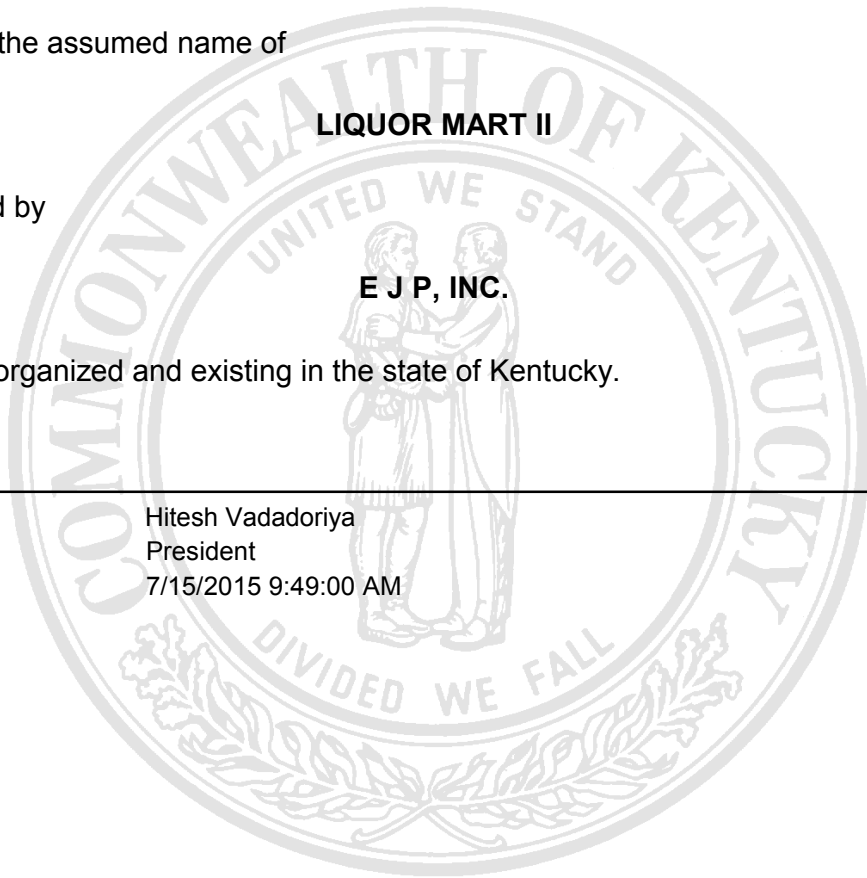 the assumed name of
LIQUOR MART II
d by
E J P, INC.
organized and existing in the state of Kentucky.
Hitesh Vadadoriya
President
7/15/2015 9:49:00 AM
COMMONWEALTH OF KENTUCKY
UNITED WE STAND
DIVIDED WE FALL